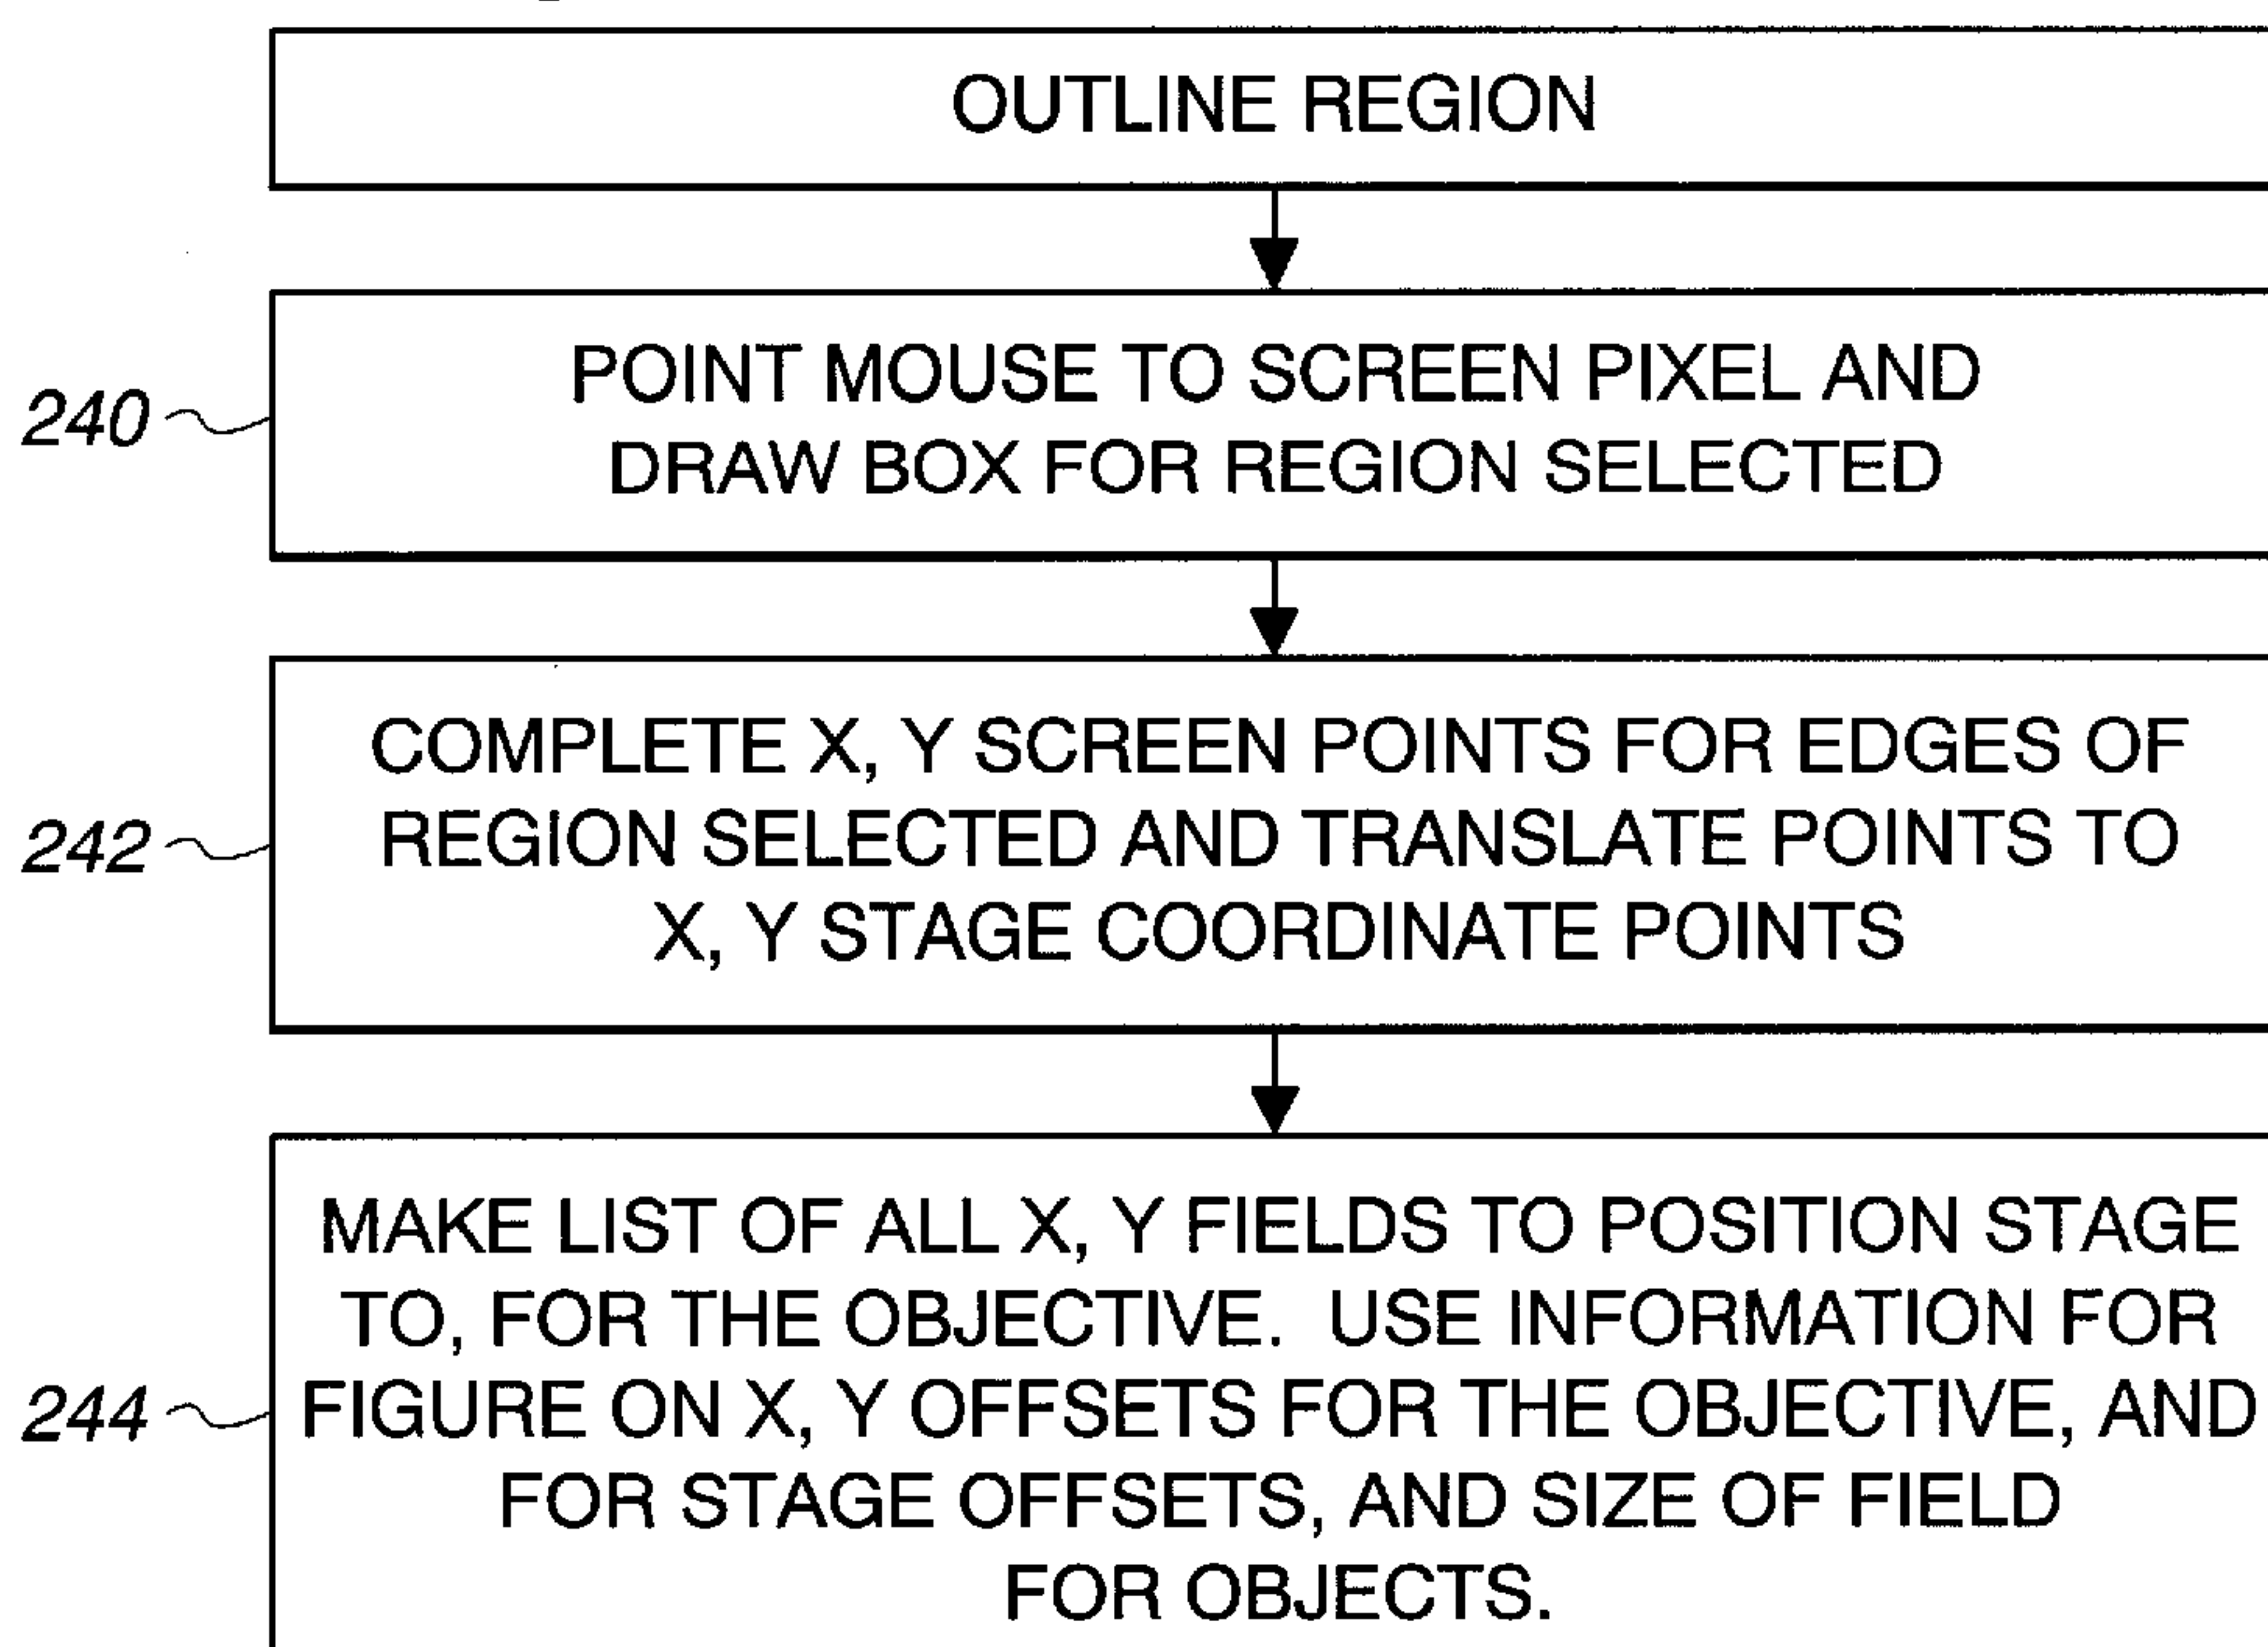 OUTLINE REGION
240
POINT MOUSE TO SCREEN PIXEL AND
DRAW BOX FOR REGION SELECTED
242
COMPLETE X, Y SCREEN POINTS FOR EDGES OF
REGION SELECTED AND TRANSLATE POINTS TO
X, Y STAGE COORDINATE POINTS
244
MAKE LIST OF ALL X, Y FIELDS TO POSITION STAGE
TO, FOR THE OBJECTIVE. USE INFORMATION FOR
FIGURE ON X, Y OFFSETS FOR THE OBJECTIVE, AND
FOR STAGE OFFSETS, AND SIZE OF FIELD
FOR OBJECTS.